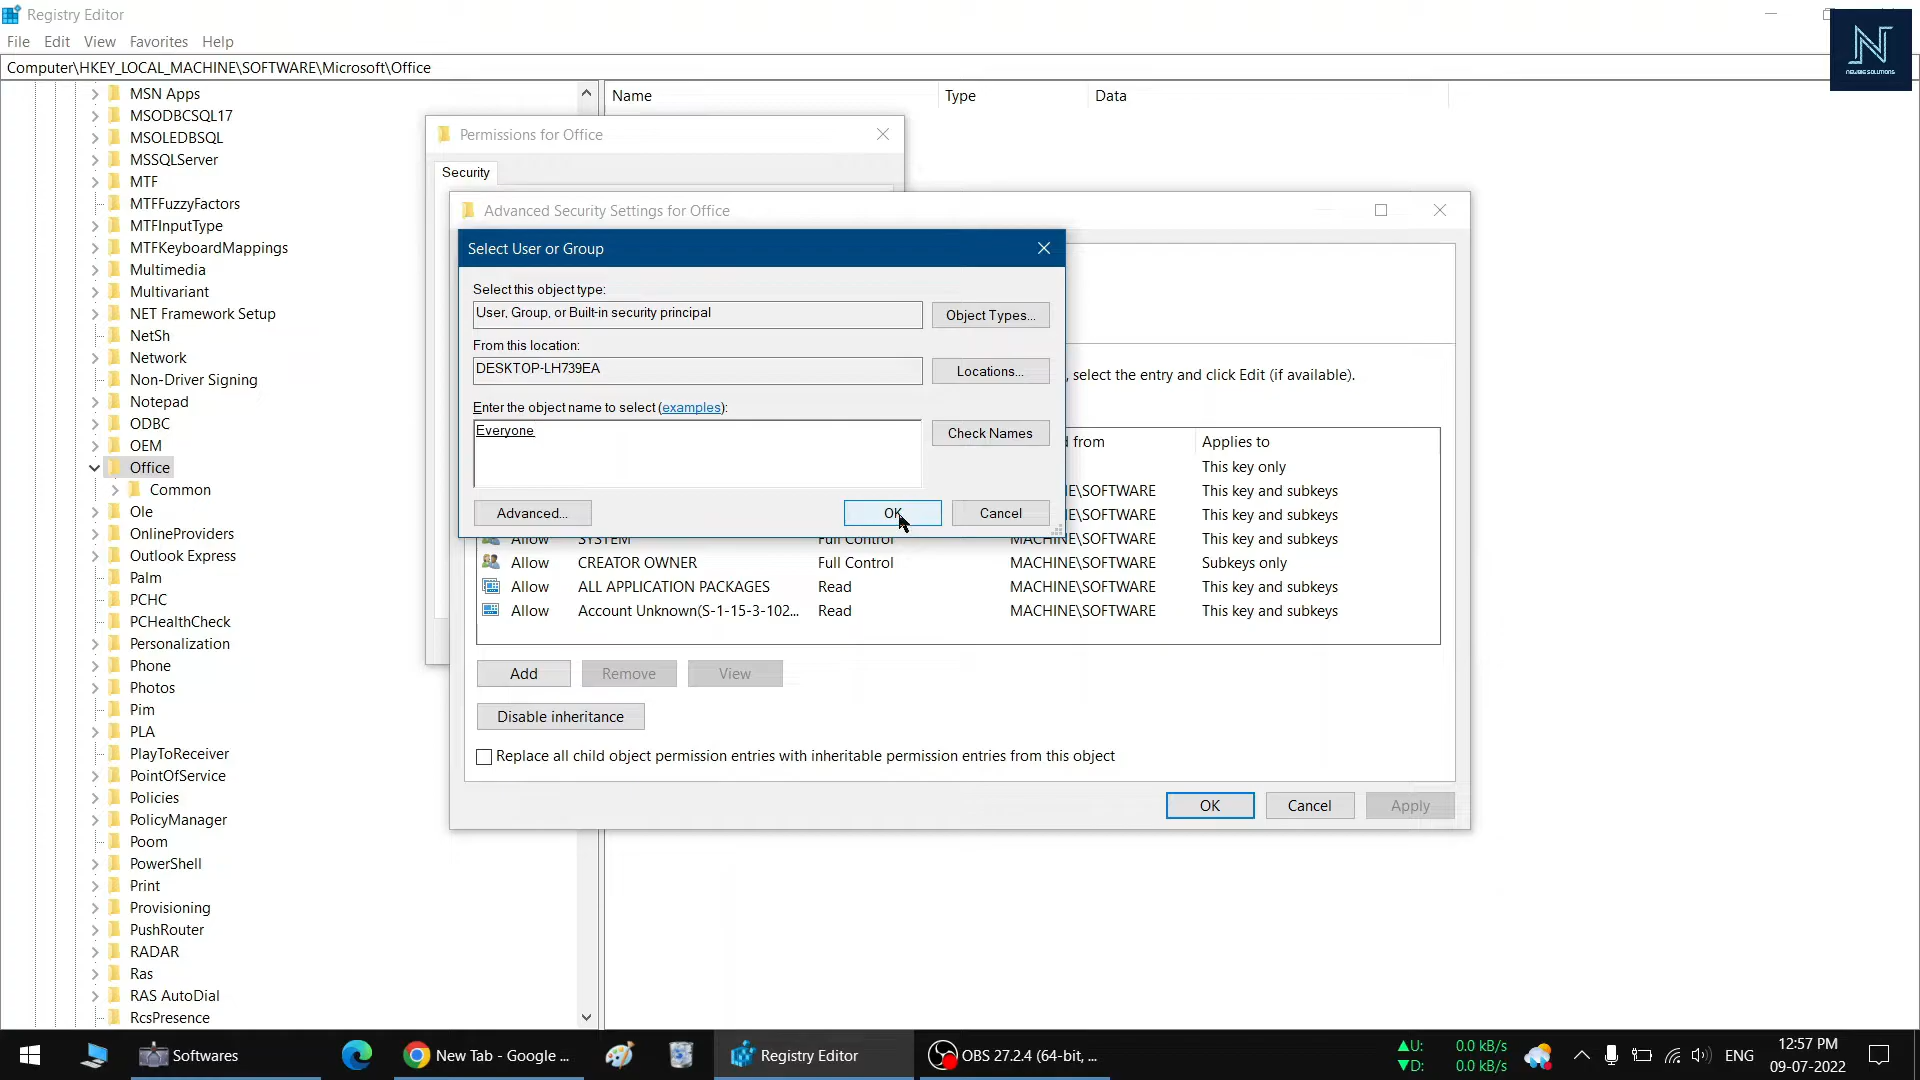 Registry Editor
File Edit View Favorites Help
Computer\HKEY_LOCAL_MACHINE\SOFTWARE\Microsoft\Office
NEWBIE SOLUTIONS
MSN Apps
MSODBCSQL17
MSOLEDBSQL
MSSQLServer
MTF
MTFFuzzyFactors
MTFInputType
MTFKeyboardMappings
Multimedia
Multivariant
NET Framework Setup
NetSh
Network
Non-Driver Signing
Notepad
ODBC
OEM
Office
Common
Ole
OnlineProviders
Outlook Express
Palm
PCHC
PCHealthCheck
Personalization
Phone
Photos
Pim
PLA
PlayToReceiver
PointOfService
Policies
PolicyManager
Poom
PowerShell
Print
Provisioning
PushRouter
RADAR
Ras
RAS AutoDial
RcsPresence
Name Type Data
Permissions for Office
Security
Advanced Security Settings for Office
Select User or Group
Select this object type:
User, Group, or Built-in security principal
Object Types...
From this location:
DESKTOP-LH739EA
Locations...
Enter the object name to select (examples):
Everyone
Check Names
Advanced... OK Cancel
, select the entry and click Edit (if available).
d from Applies to
This key only
E\SOFTWARE This key and subkeys
E\SOFTWARE This key and subkeys
Allow SYSTEM Full Control MACHINE\SOFTWARE This key and subkeys
Allow CREATOR OWNER Full Control MACHINE\SOFTWARE Subkeys only
Allow ALL APPLICATION PACKAGES Read MACHINE\SOFTWARE This key and subkeys
Allow Account Unknown(S-1-15-3-102... Read MACHINE\SOFTWARE This key and subkeys
Add Remove View
Disable inheritance
Replace all child object permission entries with inheritable permission entries from this object
OK Cancel Apply
Softwares
New Tab - Google ...
Registry Editor
OBS 27.2.4 (64-bit, ...
U: 0.0 kB/s
D: 0.0 kB/s
ENG
12:57 PM
09-07-2022